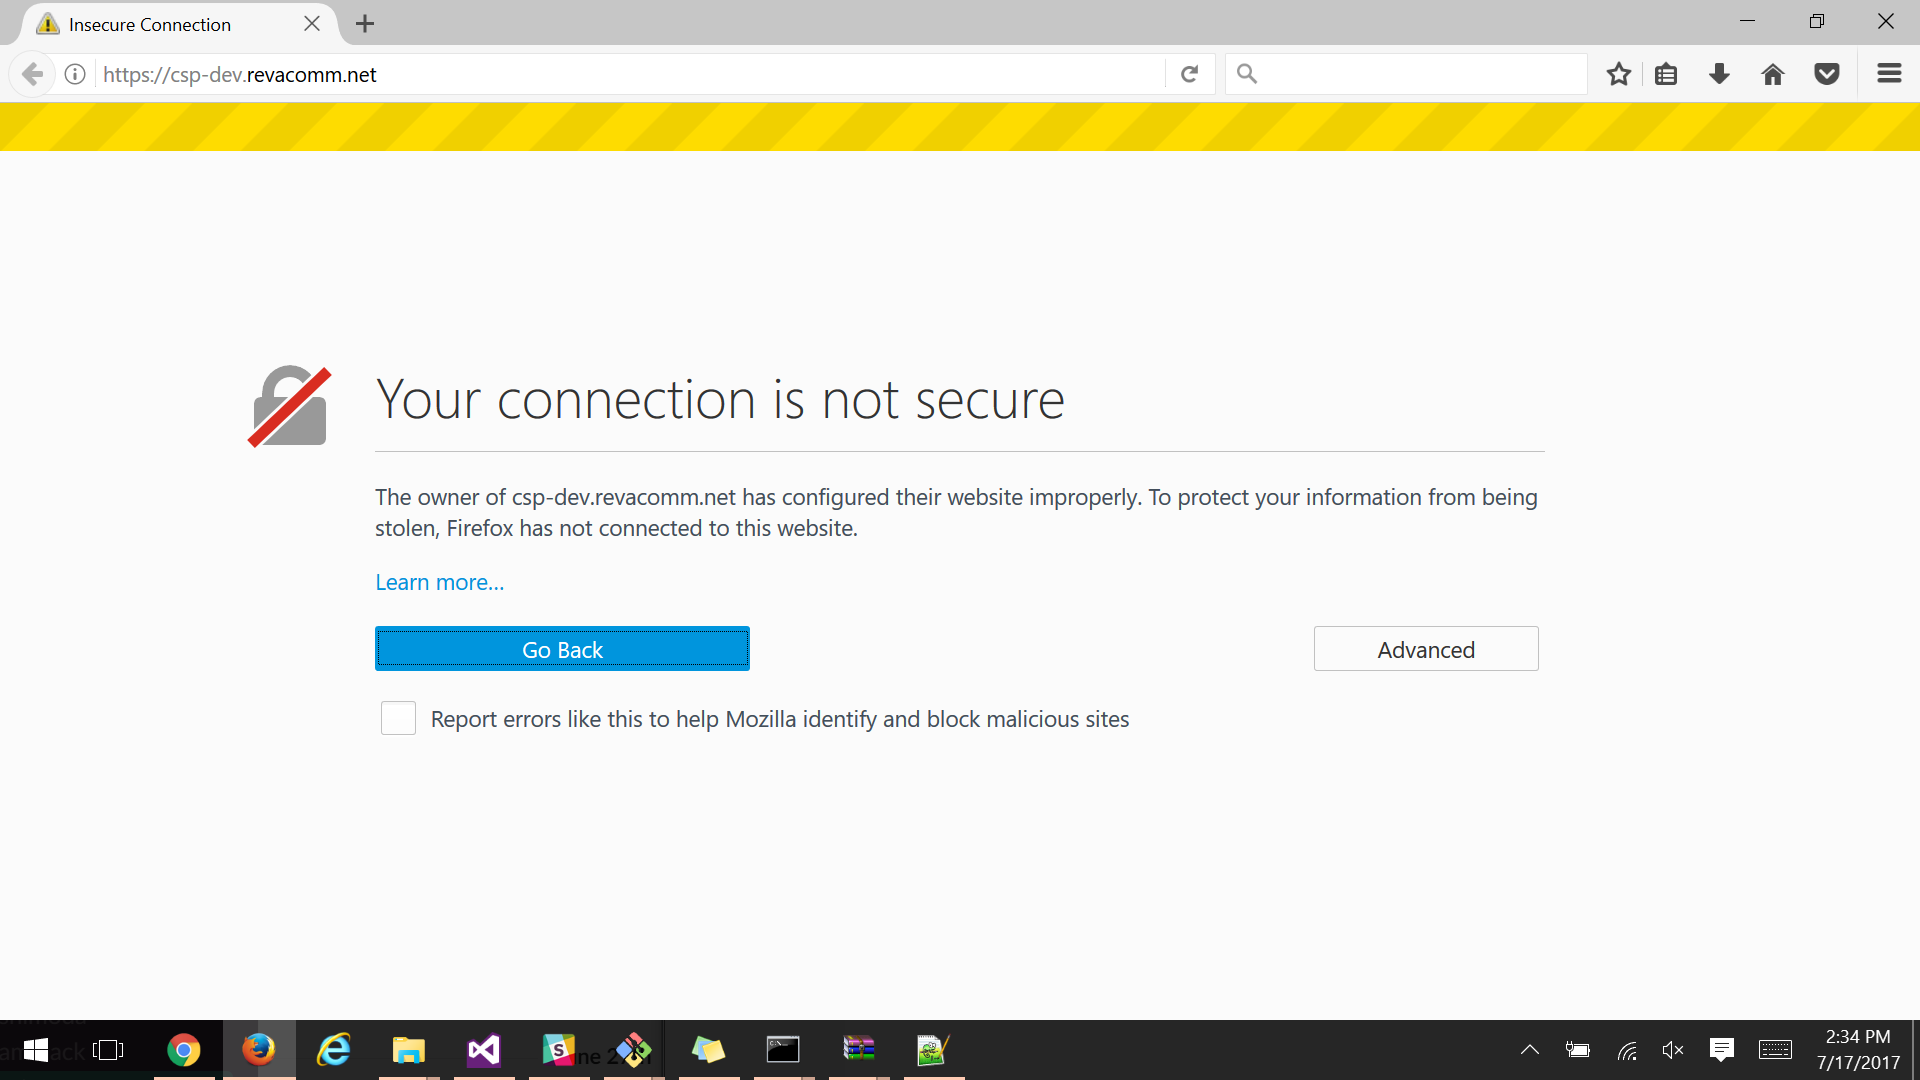 Insecure Connection
https://csp-dev.revacomm.net
Your connection is not secure
The owner of csp-dev.revacomm.net has configured their website improperly. To protect your information from being
stolen, Firefox has not connected to this website.
Learn more...
Go Back
Advanced
Report errors like this to help Mozilla identify and block malicious sites
2:34 PM
7/17/2017